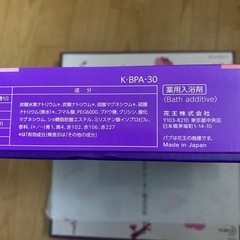 K·BPA-30
成 分
炭酸水素ナトリウム*、炭酸ナトリウム*、硫酸マグネシウム*、硫酸
ナトリウム(無水)*、フマル酸、PEG6000、ブドウ糖、グリシン、酸化
マグネシウム、ショ糖脂肪酸エステル、ミリスチン酸イソプロピル、
香料、(+／-)青1、黄4、赤102、赤106、赤227
*は「有効成分」無表示は「その他の成分」
薬用入浴剤
(Bath additive)
花王株式会社
〒103-8210 東京都中央区
日本橋茅場町1-14-10
バブは花王の登録商標です
Made in Japan